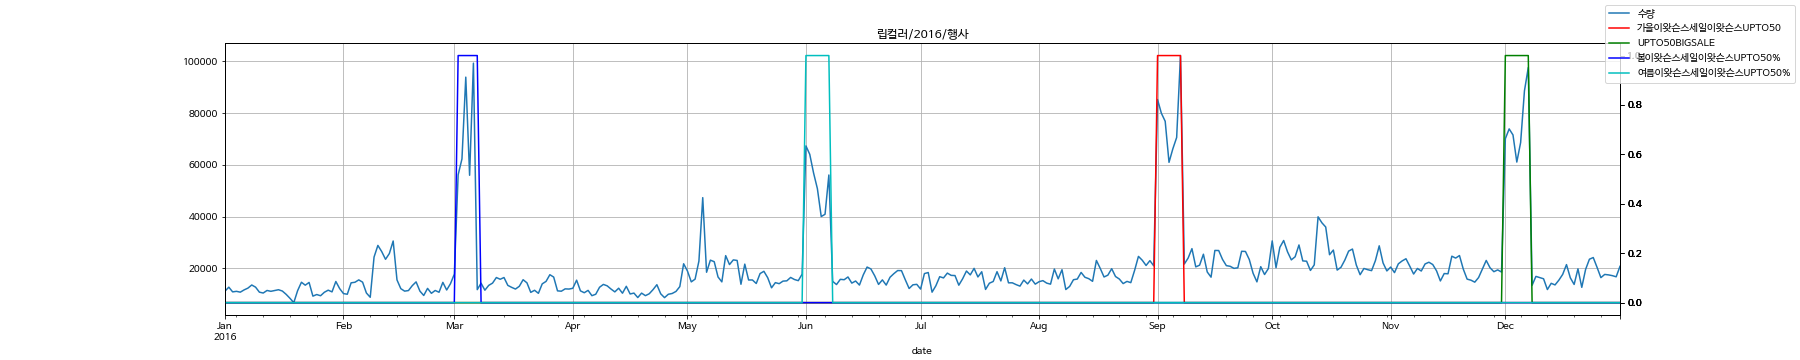 립컬러/2016/행사
수량
가을이왓슨스세일이왓슨스UPTO50
UPTO50BIGSALE
봄이왓슨스세일이왓슨스UPTO50%
여름이왓슨스세일이왓슨스UPTO50%
100000
80000
60000
40000
20000
1.0
0.8
0.6
0.4
0.2
0.0
Jan
2016
Feb
Mar
Apr
May
Jun
Jul
Aug
Sep
Oct
Nov
Dec
date